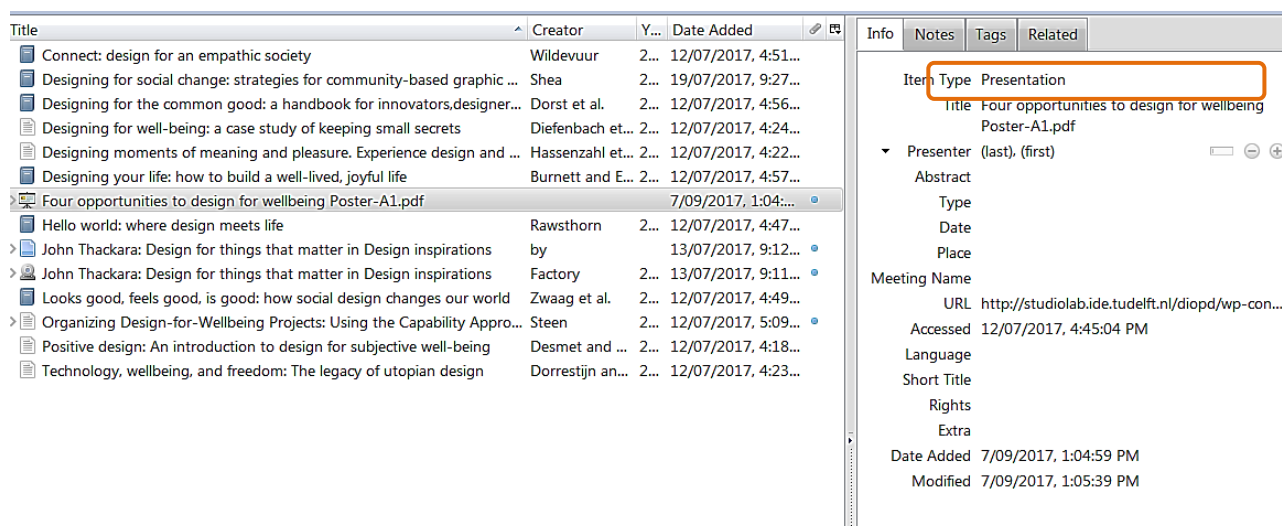 Title Creator Y... Date Added
Connect: design for an empathic society Wildevuur 2... 12/07/2017, 4:51...
Designing for social change: strategies for community-based graphic ... Shea 2... 19/07/2017, 9:27...
Designing for the common good: a handbook for innovators,designer... Dorst et al. 2... 12/07/2017, 4:56...
Designing for well-being: a case study of keeping small secrets Diefenbach et... 2... 12/07/2017, 4:24...
Designing moments of meaning and pleasure. Experience design and ... Hassenzahl et... 2... 12/07/2017, 4:22...
Designing your life: how to build a well-lived, joyful life Burnett and E... 2... 12/07/2017, 4:57...
Four opportunities to design for wellbeing Poster-A1.pdf 7/09/2017, 1:04:...
Hello world: where design meets life Rawsthorn 2... 12/07/2017, 4:47...
John Thackara: Design for things that matter in Design inspirations by 13/07/2017, 9:12...
John Thackara: Design for things that matter in Design inspirations Factory 2... 13/07/2017, 9:11...
Looks good, feels good, is good: how social design changes our world Zwaag et al. 2... 12/07/2017, 4:49...
Organizing Design-for-Wellbeing Projects: Using the Capability Appro... Steen 2... 12/07/2017, 5:09...
Positive design: An introduction to design for subjective well-being Desmet and ... 2... 12/07/2017, 4:18...
Technology, wellbeing, and freedom: The legacy of utopian design Dorrestijn an... 2... 12/07/2017, 4:23...
Info Notes Tags Related
Item Type Presentation
Title Four opportunities to design for wellbeing
Poster-A1.pdf
Presenter (last), (first)
Abstract
Type
Date
Place
Meeting Name
URL http://studiolab.ide.tudelft.nl/diopd/wp-con...
Accessed 12/07/2017, 4:45:04 PM
Language
Short Title
Rights
Extra
Date Added 7/09/2017, 1:04:59 PM
Modified 7/09/2017, 1:05:39 PM